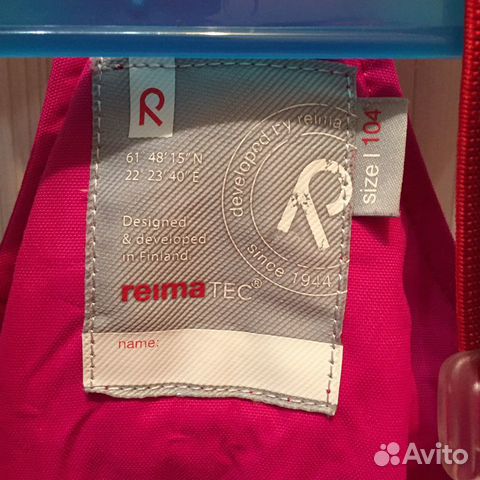 R
61 48'15"N
22 23'40"E
Designed
& developed
in Finland
reimaTEC®
name:
developed by reima
R
since 1944
size | 104
Avito